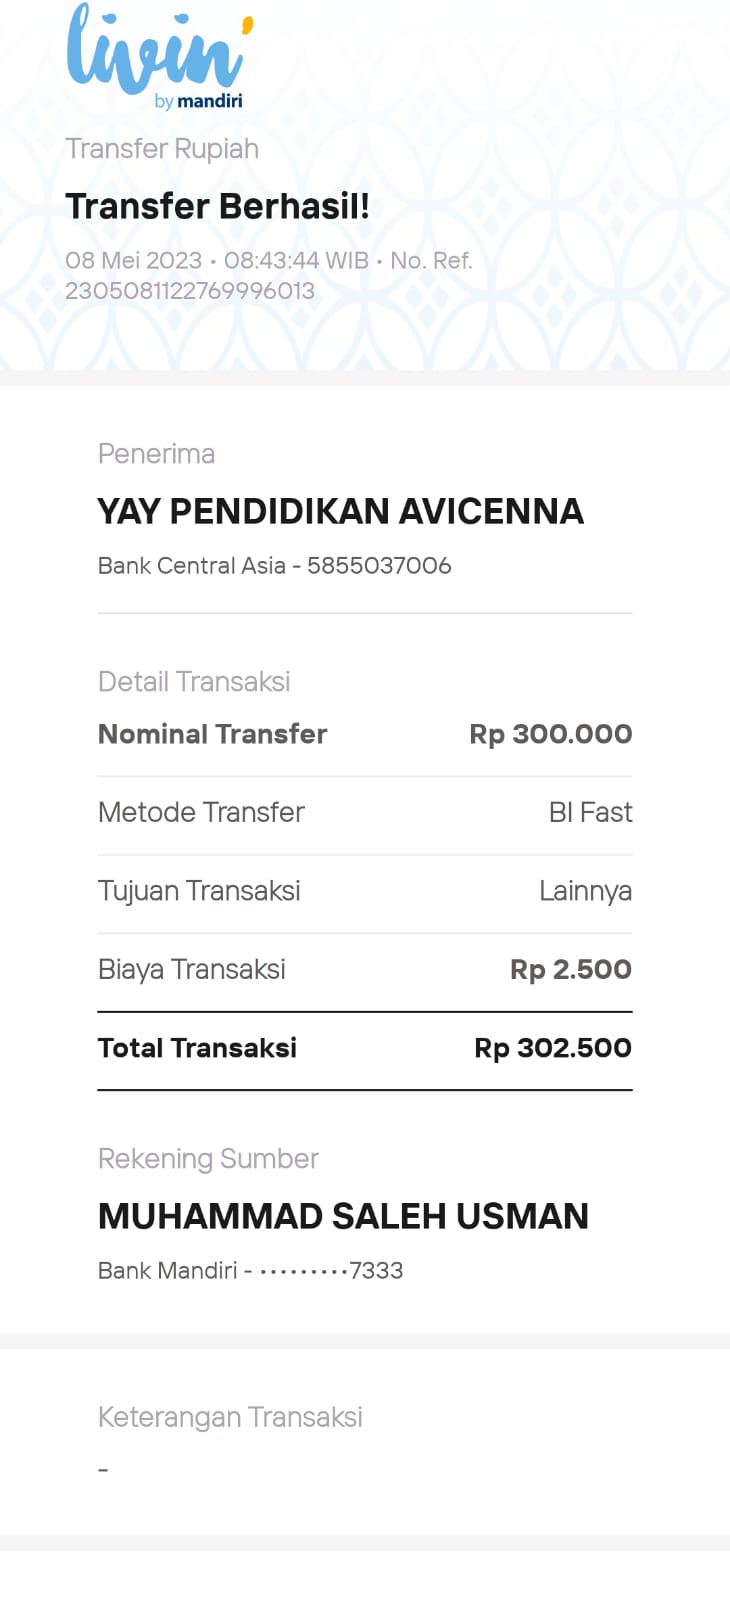 livin'
by mandiri
Transfer Rupiah
Transfer Berhasil!
08 Mei 2023 • 08:43:44 WIB • No. Ref.
2305081122769996013
Penerima
YAY PENDIDIKAN AVICENNA
Bank Central Asia - 5855037006
Detail Transaksi
Nominal Transfer Rp 300.000
Metode Transfer BI Fast
Tujuan Transaksi Lainnya
Biaya Transaksi Rp 2.500
Total Transaksi Rp 302.500
Rekening Sumber
MUHAMMAD SALEH USMAN
Bank Mandiri - •••••••••7333
Keterangan Transaksi
-